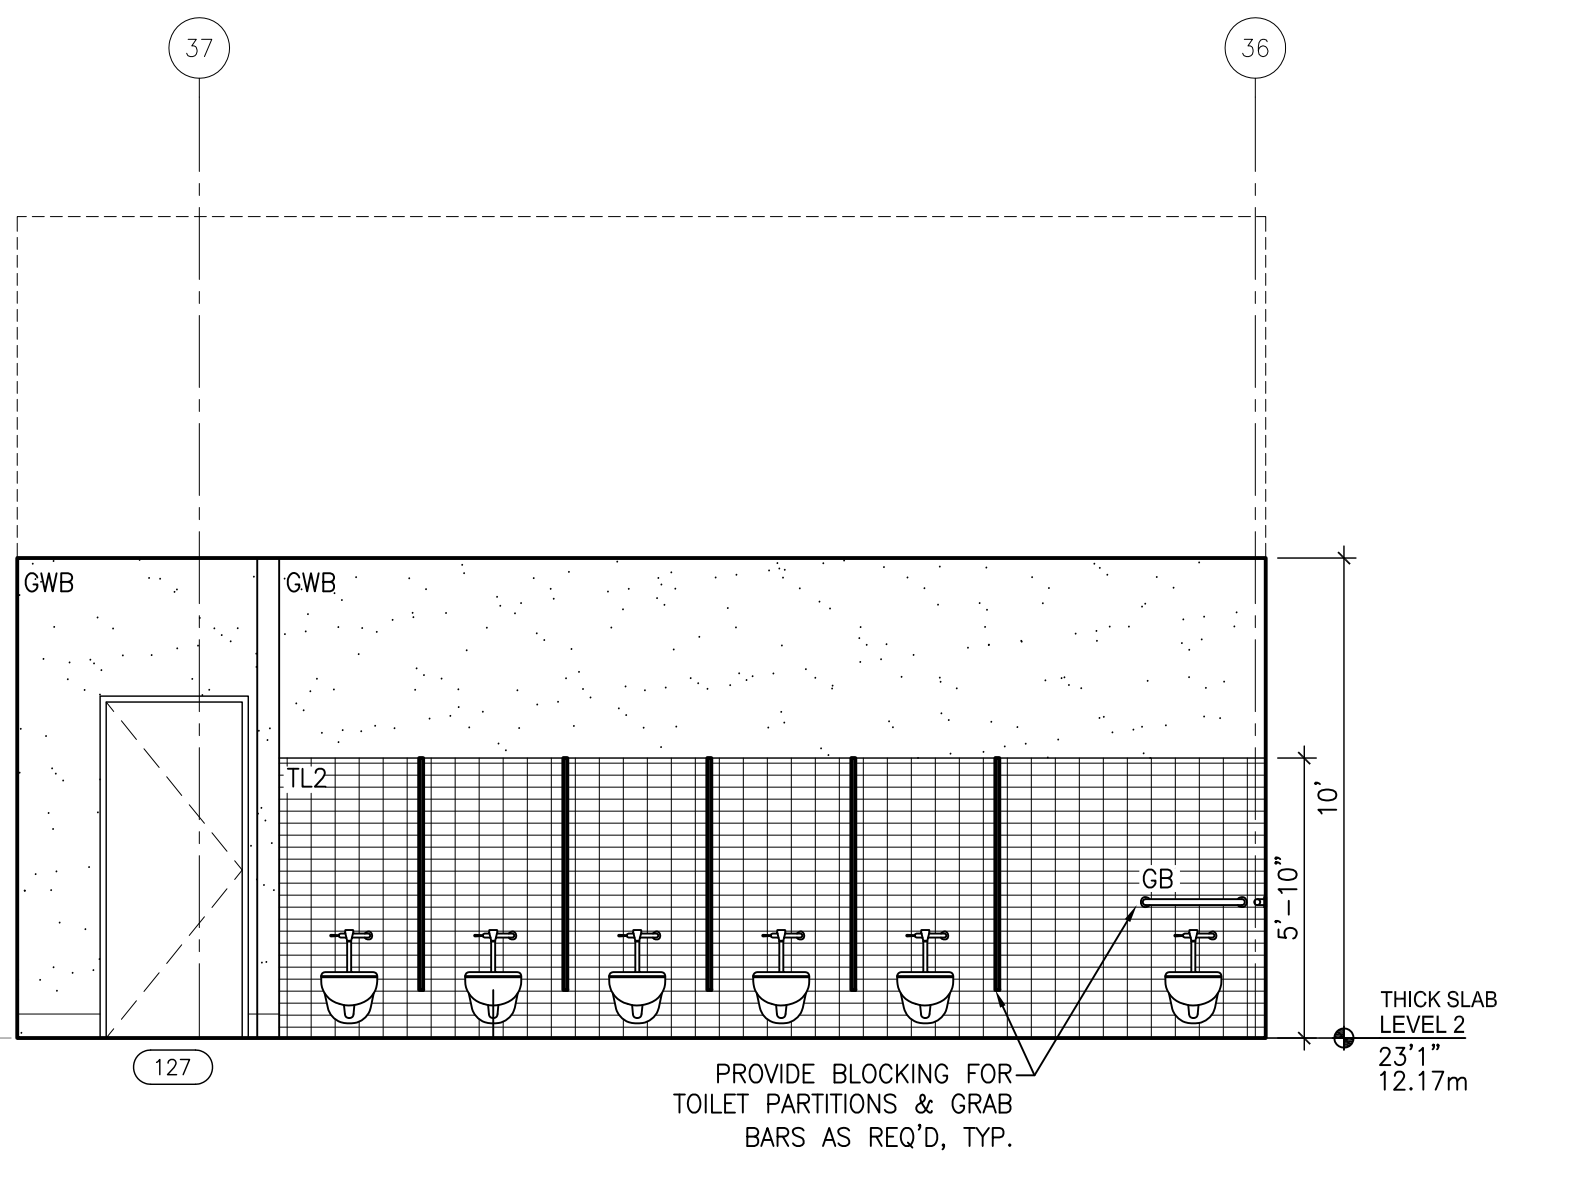 37
36
GWB
GWB
TL2
GB
10'
5'–10"
THICK SLAB
LEVEL 2
23'1"
12.17m
127
PROVIDE BLOCKING FOR
TOILET PARTITIONS & GRAB
BARS AS REQ'D, TYP.